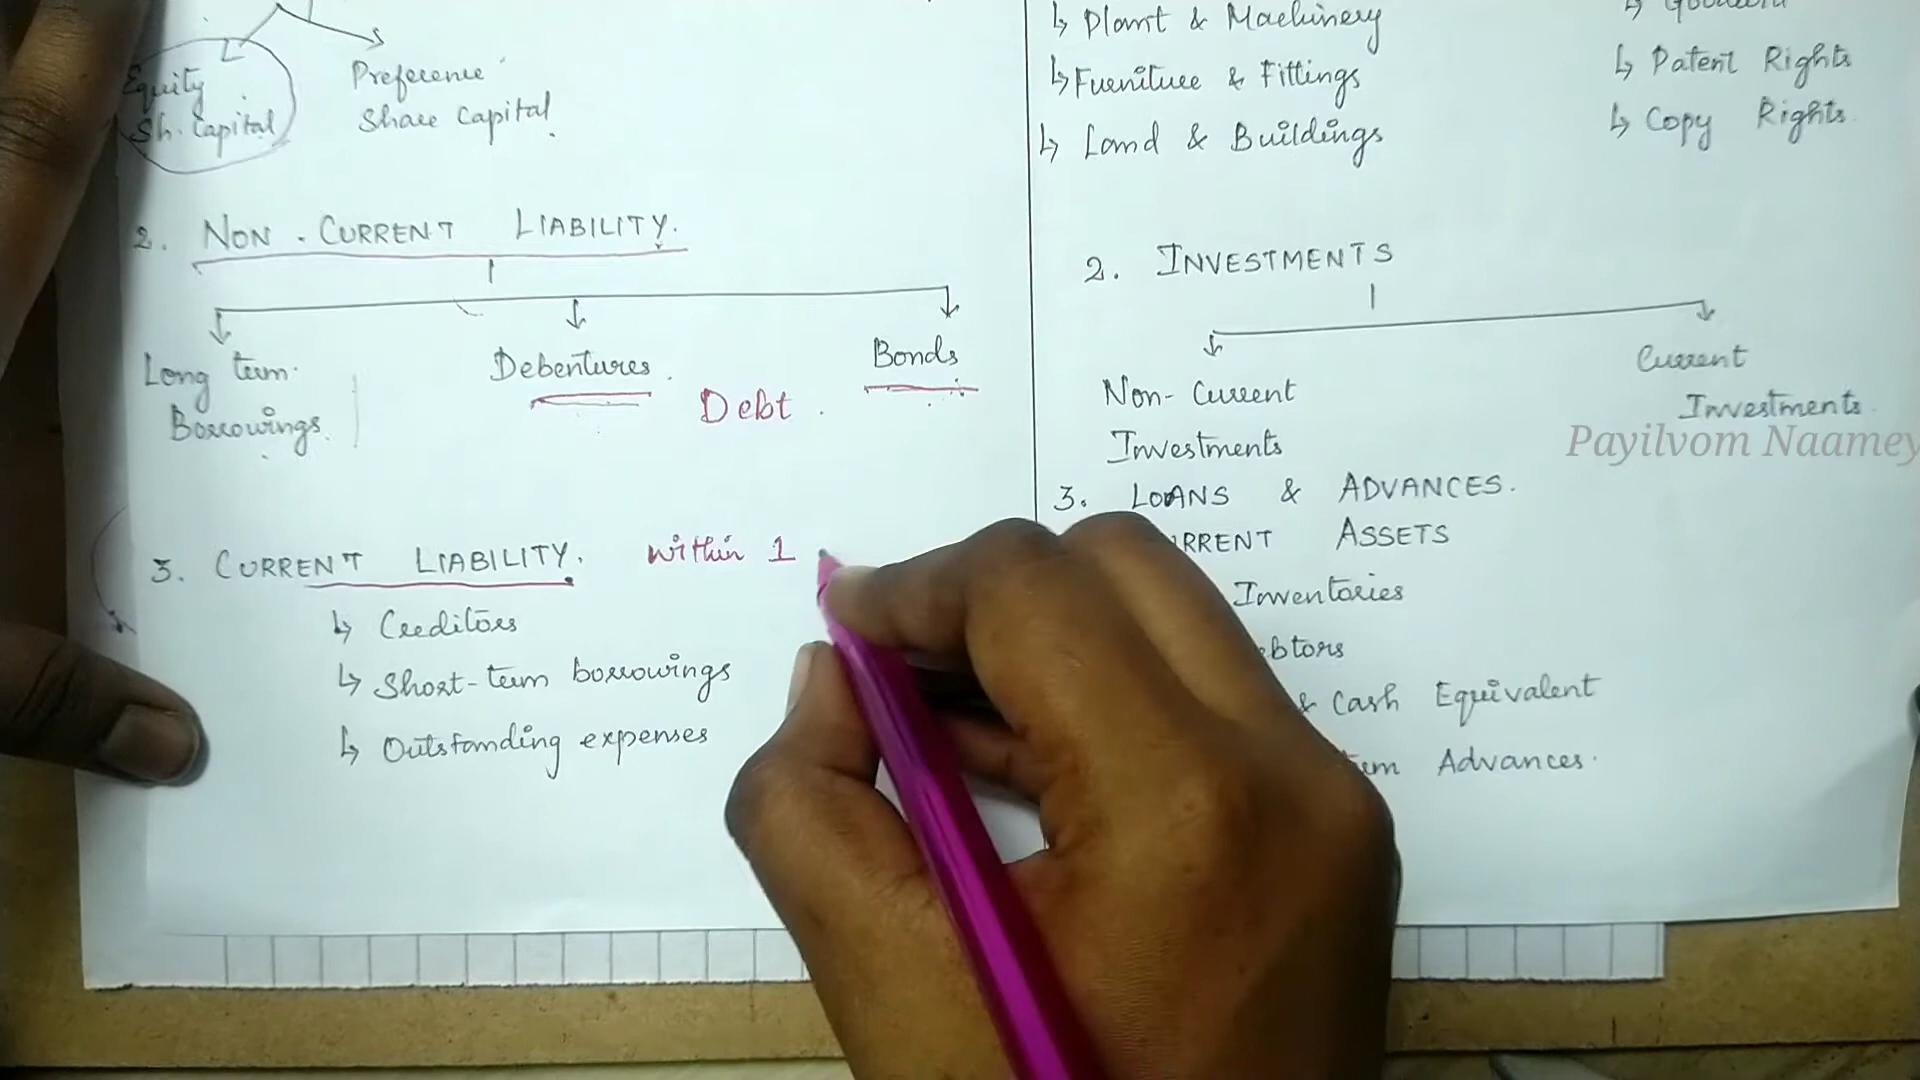 Equity
Sh. Capital
Preference
Share Capital
2. NON-CURRENT LIABILITY.
Long term
Borrowings.
Debentures.
Debt.
Bonds
3. CURRENT LIABILITY. Within 1
↳ Creditors
↳ Short-term borrowings
↳ Outstanding expenses
↳ Plant & Machinery
↳ Furniture & Fittings
↳ Land & Buildings
↳ Patent Rights
↳ Copy Rights
2. INVESTMENTS
Non-Current
Investments
Current
Investments
Payilvom Naamey
3. LOANS & ADVANCES.
RRENT ASSETS
Inventories
btors
& Cash Equivalent
Advances.